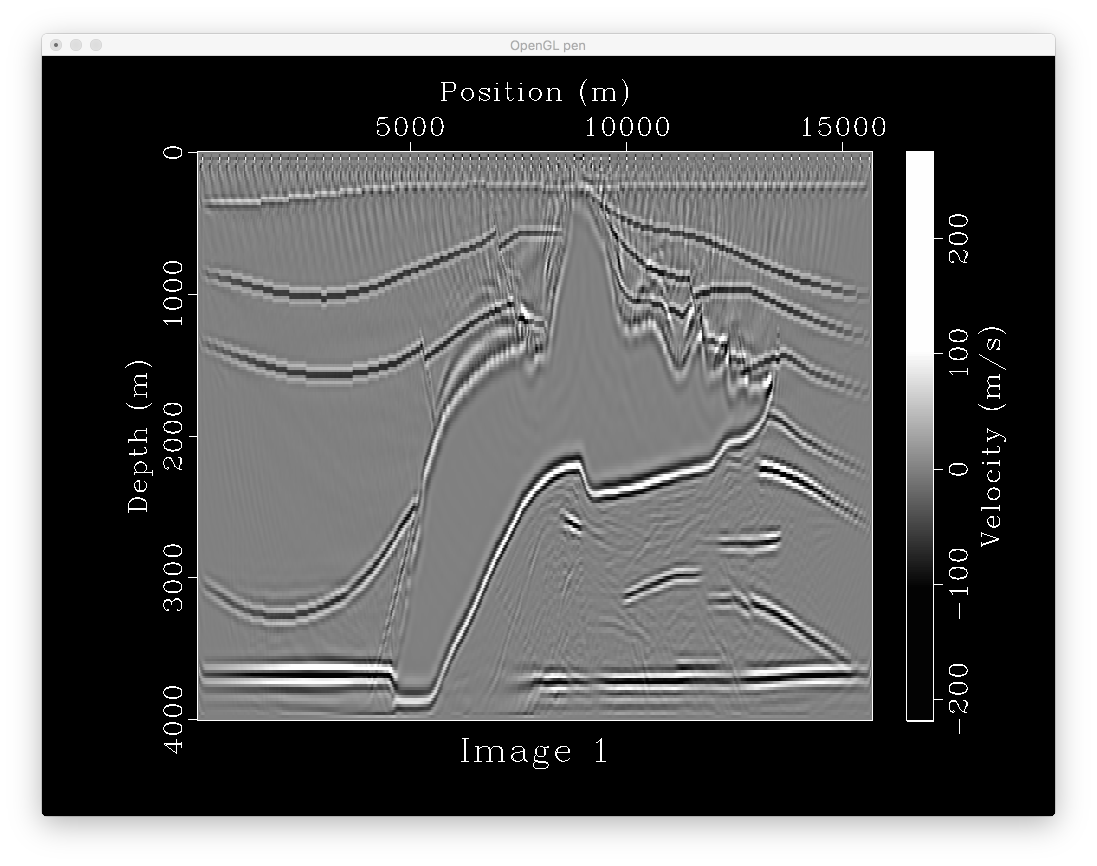 OpenGL pen
Position (m)
5000 10000 15000
Depth (m)
0 1000 2000 3000 4000
200 100 0 −100 −200
Velocity (m/s)
Image 1